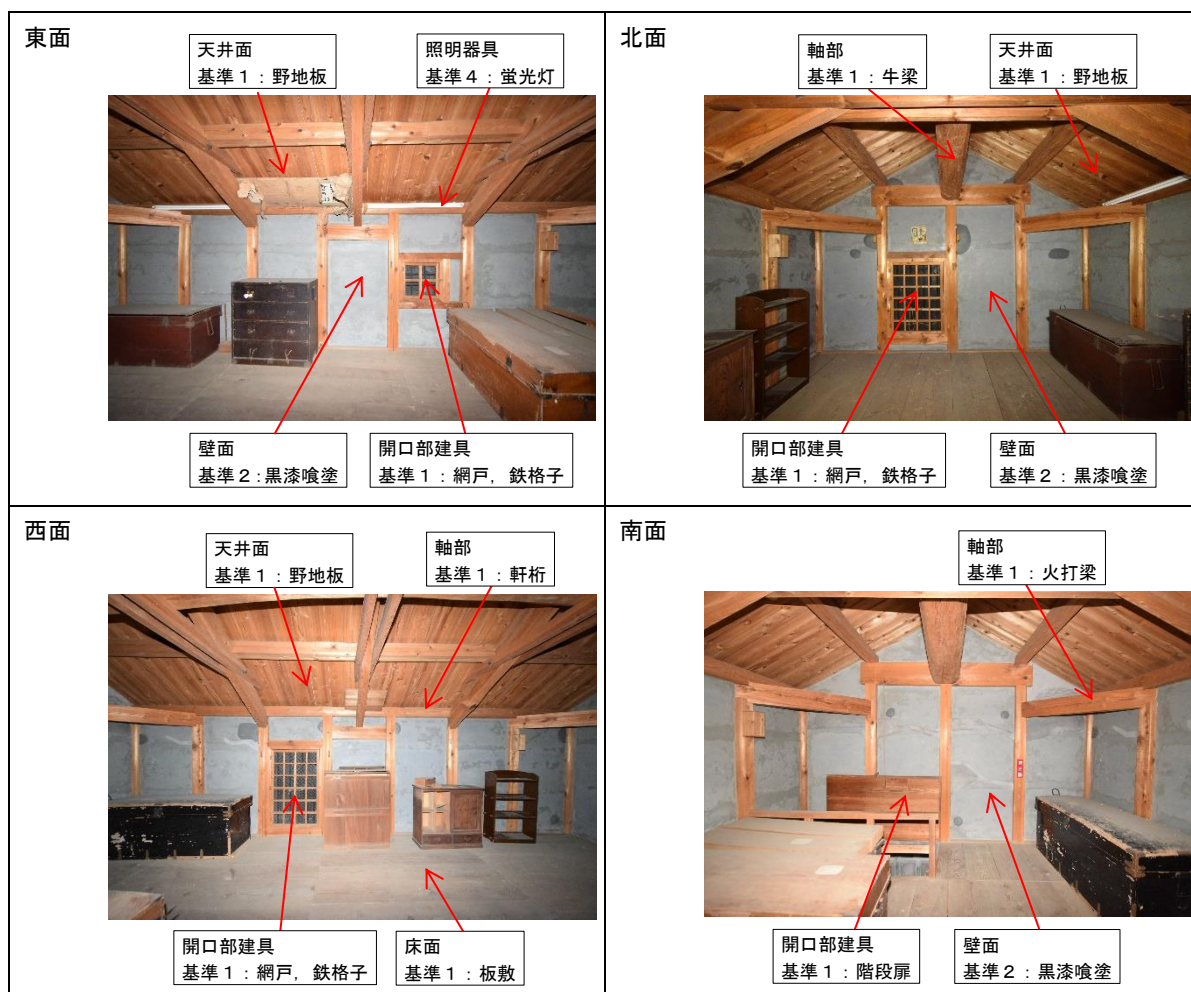 東面
天井面
基準1:野地板
照明器具
基準4:蛍光灯
壁面
基準2:黒漆喰塗
開口部建具
基準1:網戸,鉄格子
北面
軸部
基準1:牛梁
天井面
基準1:野地板
開口部建具
基準1:網戸,鉄格子
壁面
基準2:黒漆喰塗
西面
天井面
基準1:野地板
軸部
基準1:軒桁
開口部建具
基準1:網戸,鉄格子
床面
基準1:板敷
南面
軸部
基準1:火打梁
開口部建具
基準1:階段扉
壁面
基準2:黒漆喰塗